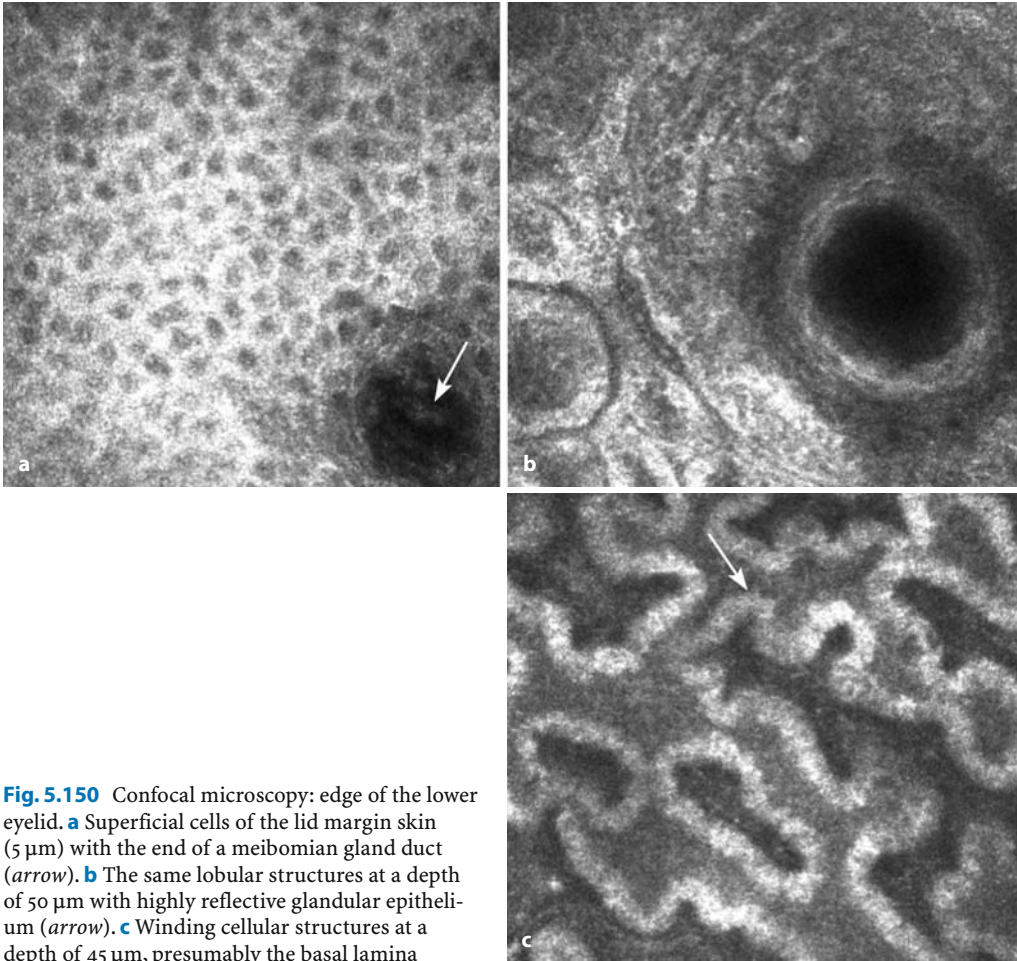 a
b
c
Fig. 5.150 Confocal microscopy: edge of the lower
eyelid. a Superficial cells of the lid margin skin
(5 µm) with the end of a meibomian gland duct
(arrow). b The same lobular structures at a depth
of 50 µm with highly reflective glandular epitheli-
um (arrow). c Winding cellular structures at a
depth of 45 µm, presumably the basal lamina